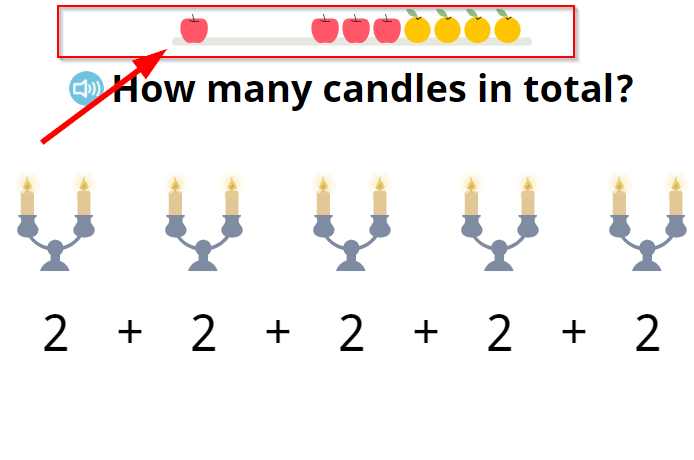 How many candles in total?
2 + 2 + 2 + 2 + 2